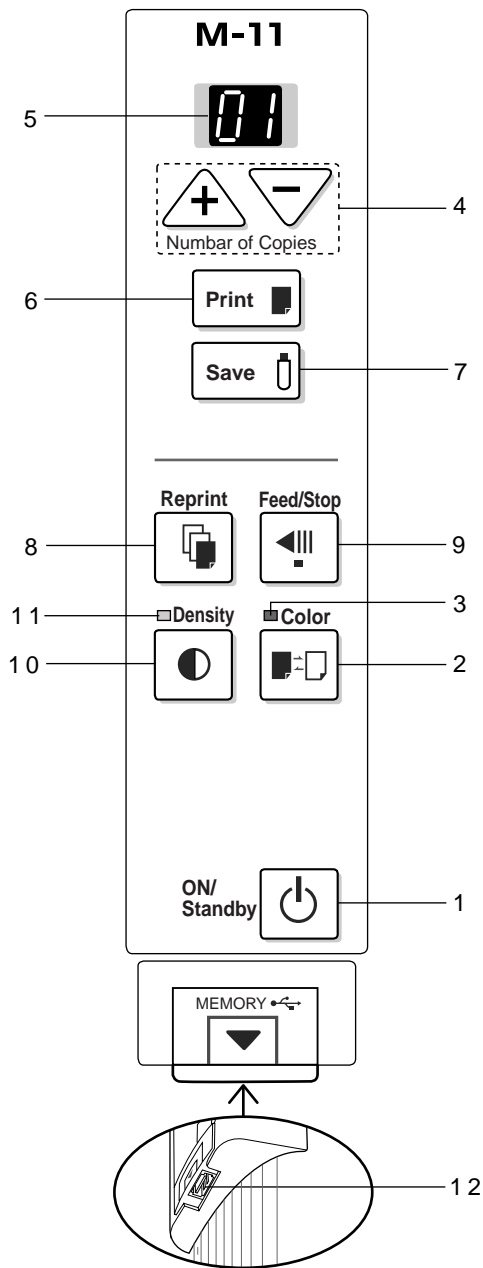 M-11
5
01
4
Numbar of Copies
6
Print
Save
7
Reprint Feed/Stop
8
9
11
Density
3
Color
10
2
ON/
Standby
1
MEMORY
12